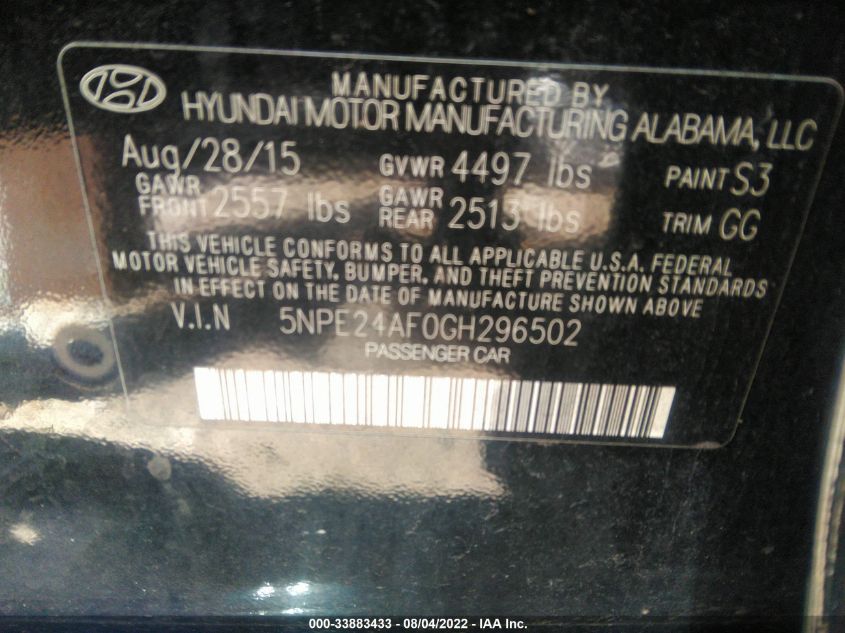 MANUFACTURED BY
HYUNDAI MOTOR MANUFACTURING ALABAMA, LLC
Aug/28/15 GVWR 4497 lbs PAINT S3
GAWR FRONT 2557 lbs GAWR REAR 2513 lbs TRIM GG
THIS VEHICLE CONFORMS TO ALL APPLICABLE U.S.A. FEDERAL
MOTOR VEHICLE SAFETY, BUMPER, AND THEFT PREVENTION STANDARDS
IN EFFECT ON THE DATE OF MANUFACTURE SHOWN ABOVE
V.I.N 5NPE24AF0GH296502
PASSENGER CAR
000-33883433 - 08/04/2022 - IAA Inc.